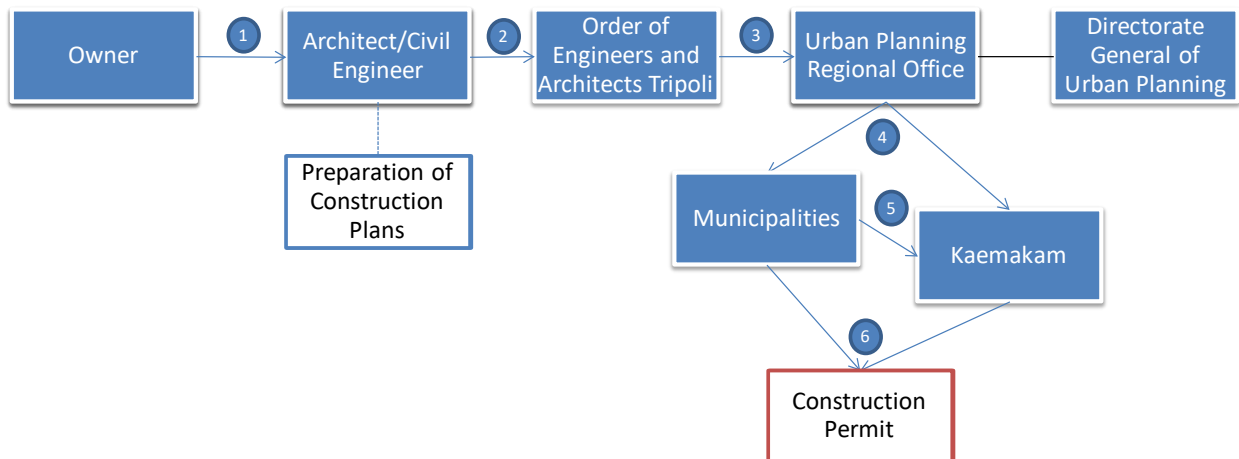 Owner
1
Architect/Civil
Engineer
2
Order of
Engineers and
Architects Tripoli
3
Urban Planning
Regional Office
Directorate
General of
Urban Planning
Preparation of
Construction
Plans
4
Municipalities
5
Kaemakam
6
Construction
Permit